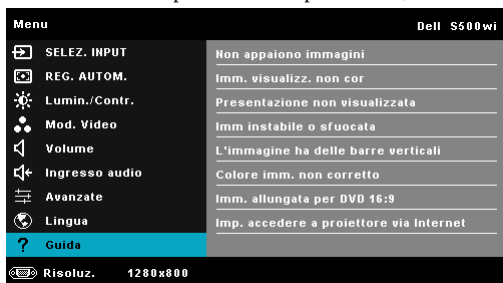 Menu Dell S500wi
SELEZ. INPUT
REG. AUTOM.
Lumin./Contr.
Mod. Video
Volume
Ingresso audio
Avanzate
Lingua
? Guida
Non appaiono immagini
Imm. visualizz. non cor
Presentazione non visualizzata
Imm instabile o sfuocata
L'immagine ha delle barre verticali
Colore imm. non corretto
Imm. allungata per DVD 16:9
Imp. accedere a proiettore via Internet
Risoluz. 1280x800